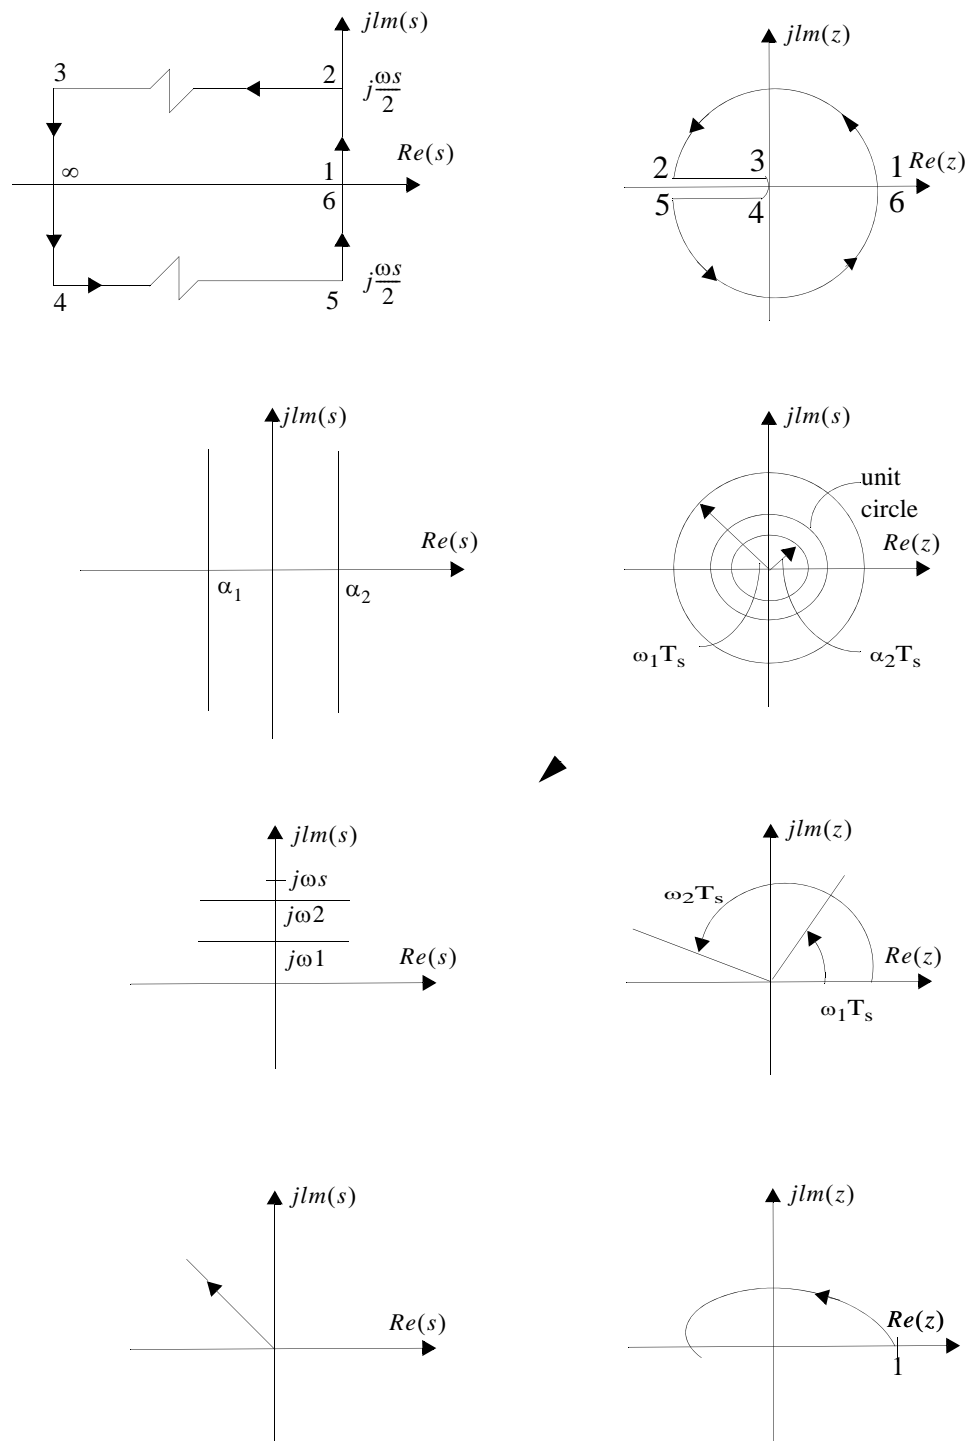 jlm(s)
3
2
jωs/2
Re(s)
∞
1
6
4
5
jωs/2
jlm(z)
2
3
1
Re(z)
5
4
6
jlm(s)
Re(s)
α1
α2
jlm(s)
unit
circle
Re(z)
ω1Ts
α2Ts
jlm(s)
jωs
jω2
jω1
Re(s)
jlm(z)
ω2Ts
Re(z)
ω1Ts
jlm(s)
Re(s)
jlm(z)
Re(z)
1